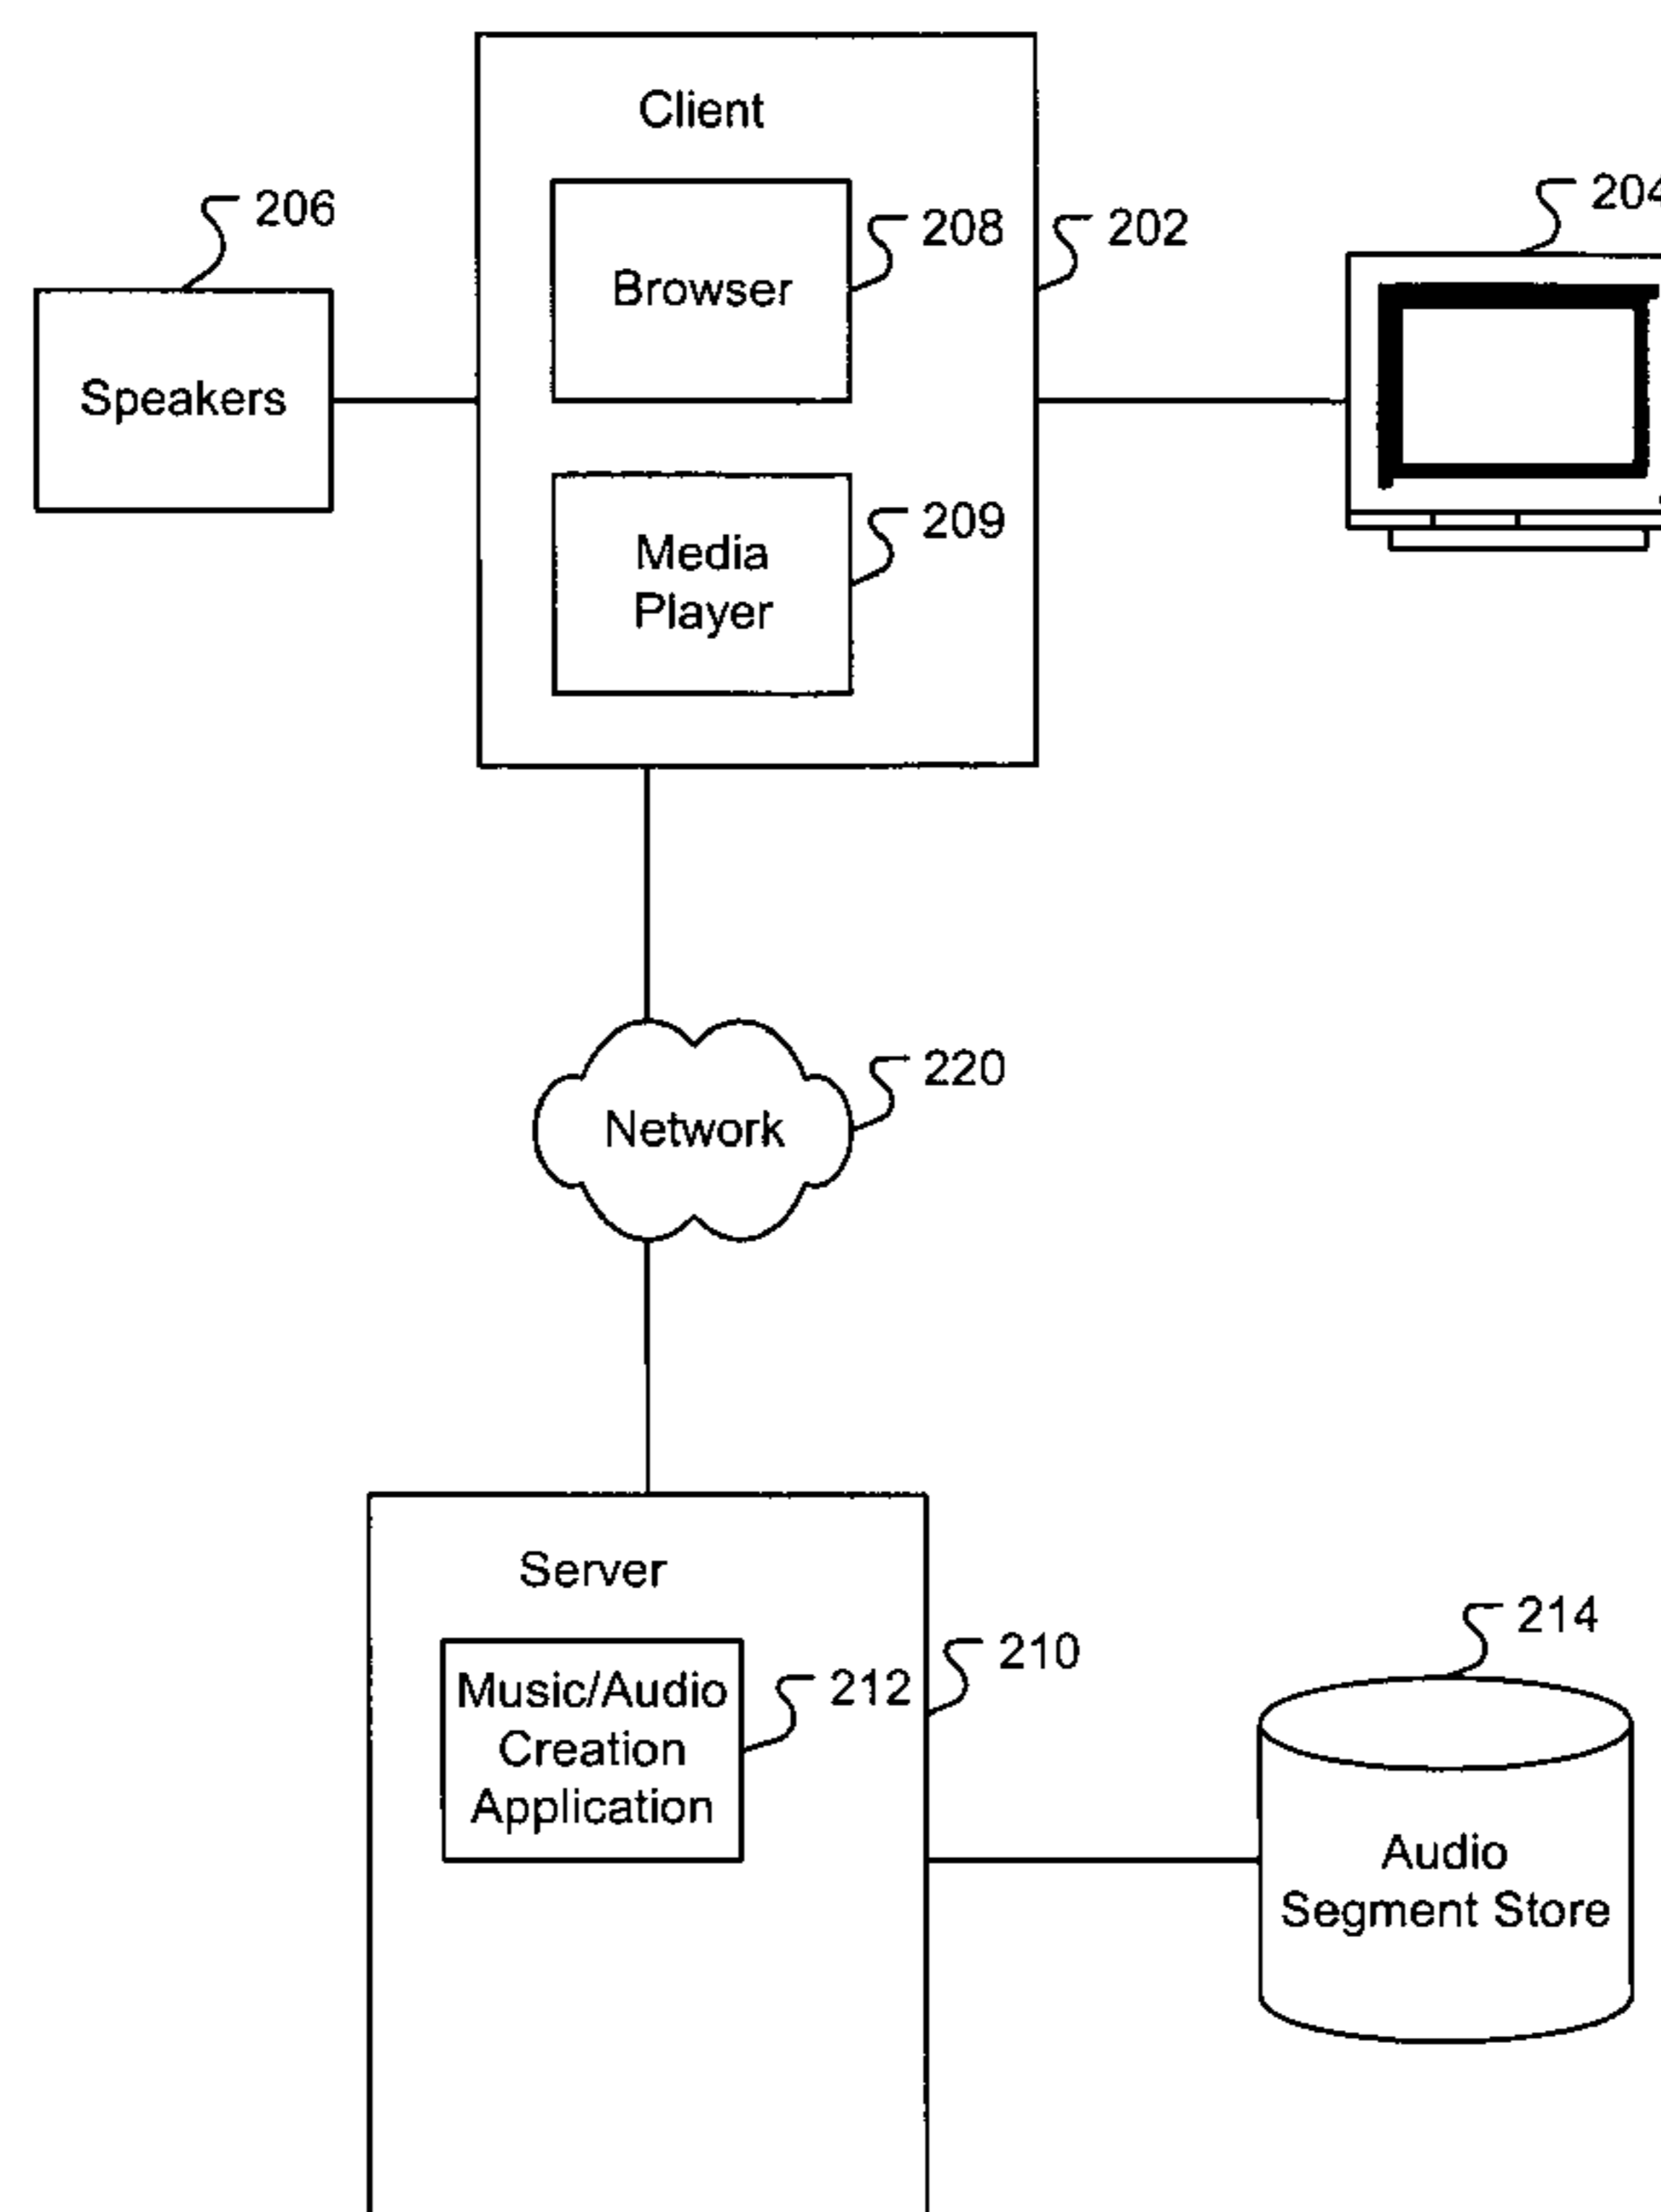 Client
206
204
208
202
Browser
Speakers
209
Media
Player
220
Network
Server
214
210
Music/Audio
212
Creation
Application
Audio
Segment Store